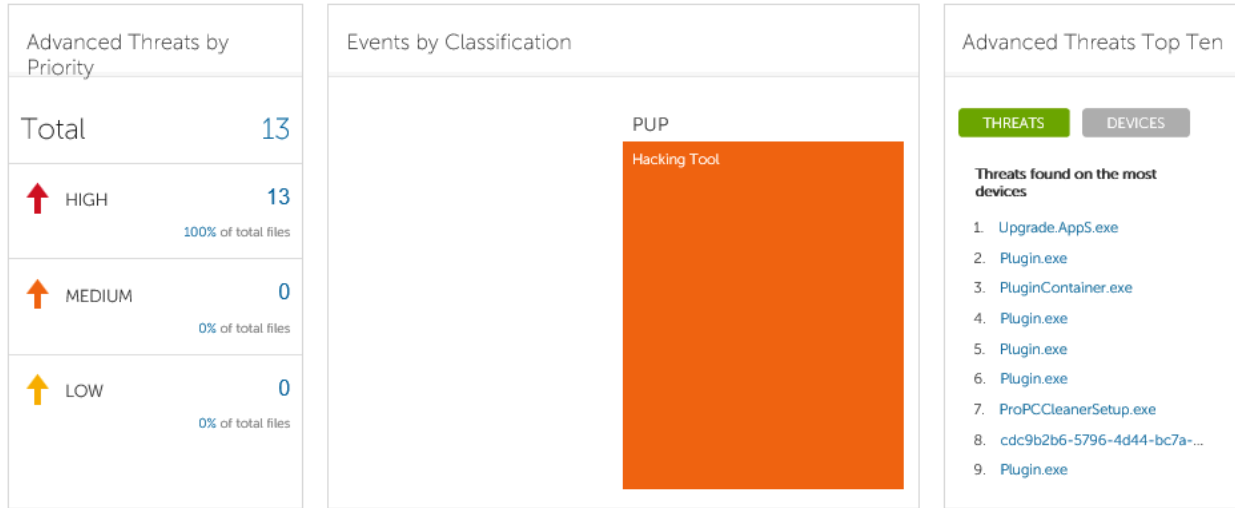 Advanced Threats by
Priority
Total 13
HIGH 13
100% of total files
MEDIUM 0
0% of total files
LOW 0
0% of total files
Events by Classification
PUP
Hacking Tool
Advanced Threats Top Ten
THREATS DEVICES
Threats found on the most
devices
1. Upgrade.AppS.exe
2. Plugin.exe
3. PluginContainer.exe
4. Plugin.exe
5. Plugin.exe
6. Plugin.exe
7. ProPCCleanerSetup.exe
8. cdc9b2b6-5796-4d44-bc7a-...
9. Plugin.exe